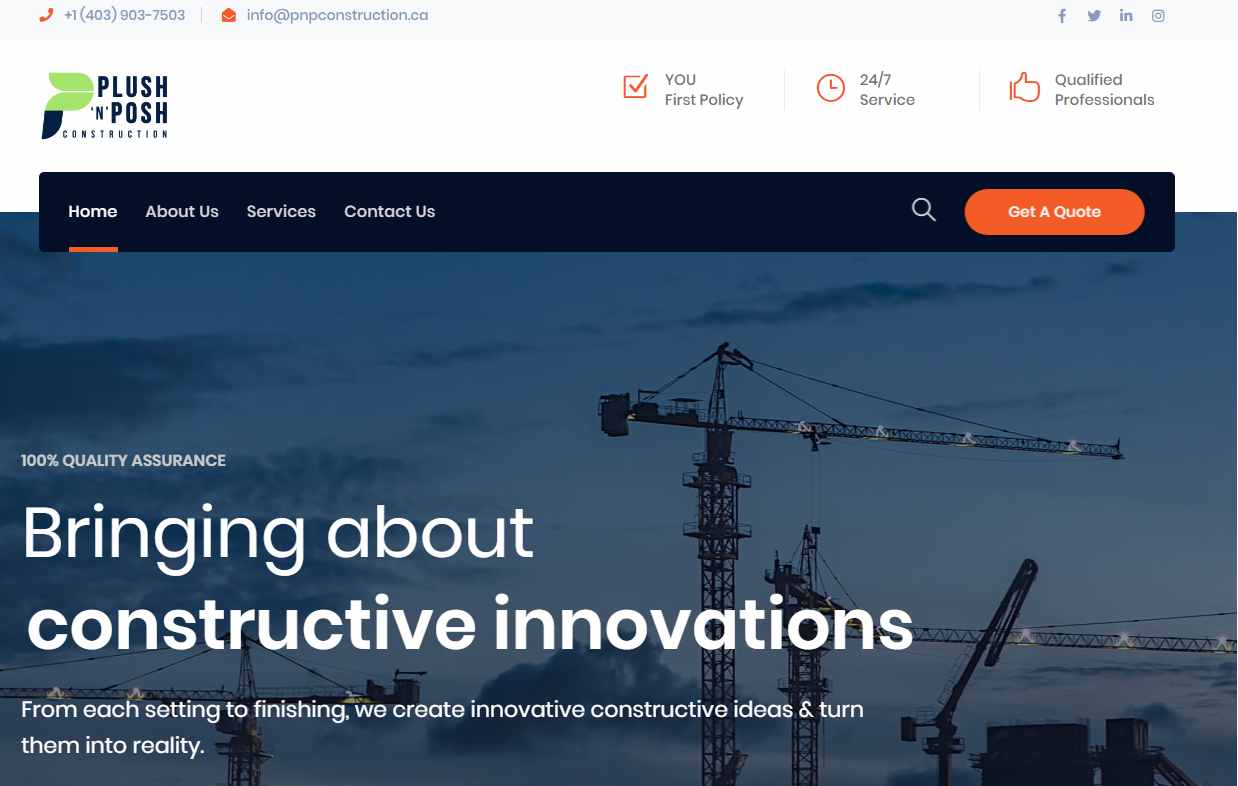 +1 (403) 903-7503
info@pnpconstruction.ca
PLUSH
'N' POSH
CONSTRUCTION
YOU
First Policy
24/7
Service
Qualified
Professionals
Home About Us Services Contact Us
Get A Quote
100% QUALITY ASSURANCE
Bringing about
constructive innovations
From each setting to finishing, we create innovative constructive ideas & turn
them into reality.